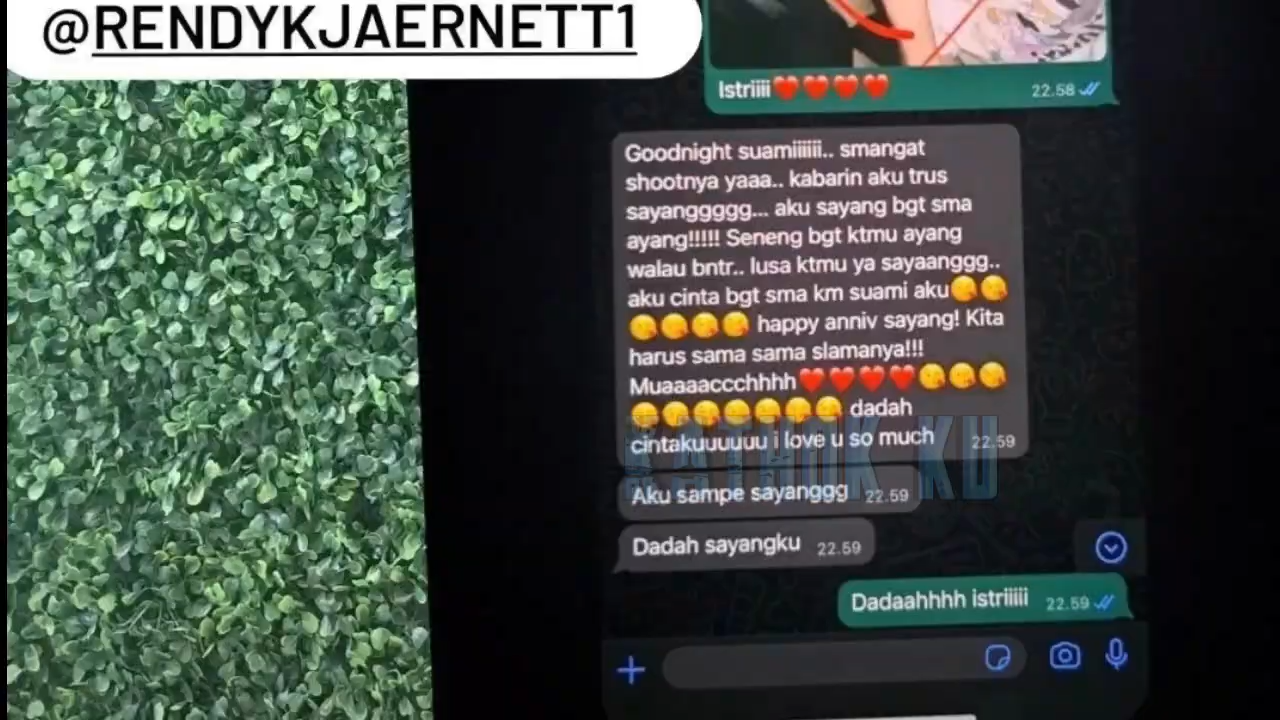 @RENDYKJAERNETT1
Istriiii❤️❤️❤️❤️ 22.58
Goodnight suamiiiiii.. smangat
shootnya yaaa.. kabarin aku trus
sayanggggg... aku sayang bgt sma
ayang!!!!! Seneng bgt ktmu ayang
walau bntr.. lusa ktmu ya sayaanggg..
aku cinta bgt sma km suami aku😘😘
😘😘😘😘 happy anniv sayang! Kita
harus sama sama slamanya!!!
Muaaaaccchhhh❤️❤️❤️❤️😘😘😘
😘😘😘😘😘😘😘 dadah
cintakuuuuuu i love u so much 22.59
KATHOK KU
Aku sampe sayanggg 22.59
Dadah sayangku 22.59
Dadaahhhh istriiiii 22.59